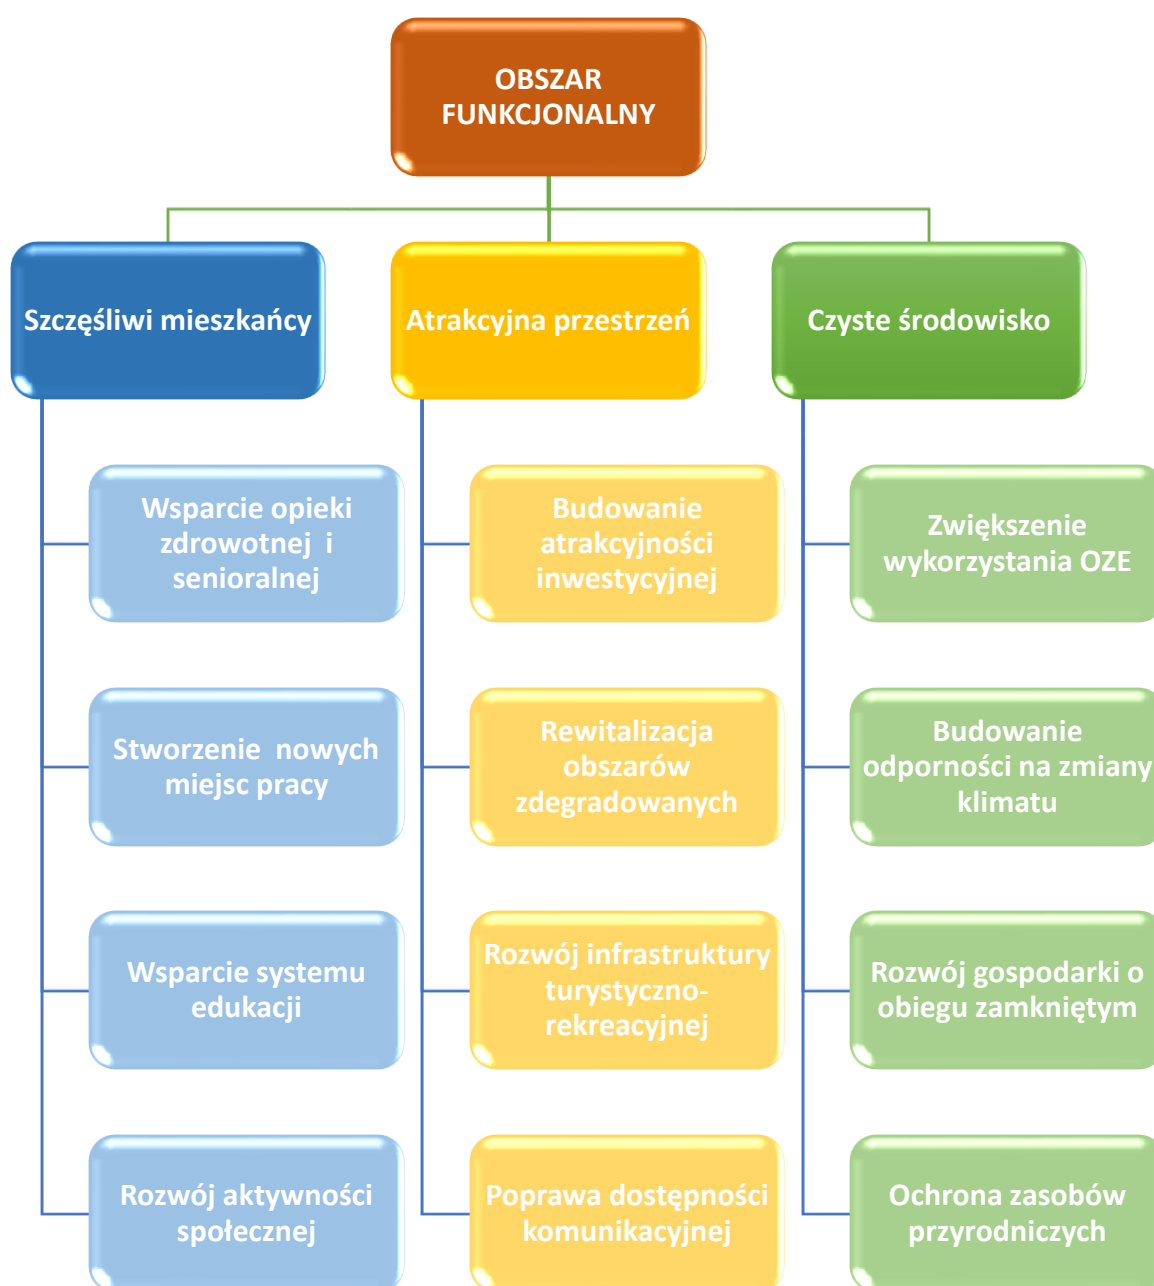 OBSZAR
FUNKCJONALNY
Szczęśliwi mieszkańcy
Wsparcie opieki
zdrowotnej i
senioralnej
Stworzenie nowych
miejsc pracy
Wsparcie systemu
edukacji
Rozwój aktywności
społecznej
Atrakcyjna przestrzeń
Budowanie
atrakcyjności
inwestycyjnej
Rewitalizacja
obszarów
zdegradowanych
Rozwój infrastruktury
turystyczno-
rekreacyjnej
Poprawa dostępności
komunikacyjnej
Czyste środowisko
Zwiększenie
wykorzystania OZE
Budowanie
odporności na zmiany
klimatu
Rozwój gospodarki o
obiegu zamkniętym
Ochrona zasobów
przyrodniczych